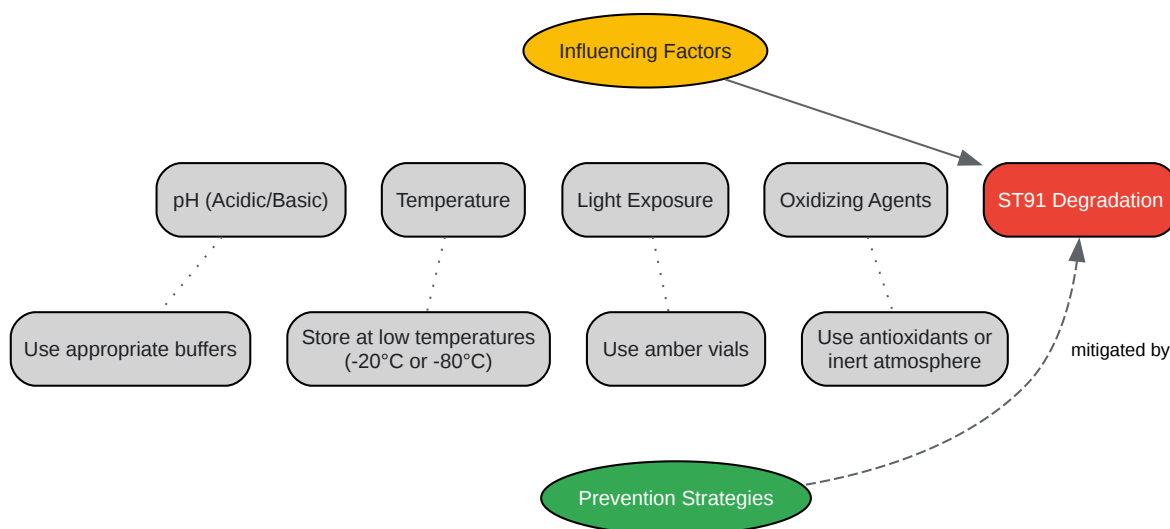 Influencing Factors
pH (Acidic/Basic)
Temperature
Light Exposure
Oxidizing Agents
ST91 Degradation
Use appropriate buffers
Store at low temperatures
(-20°C or -80°C)
Use amber vials
Use antioxidants or
inert atmosphere
mitigated by
Prevention Strategies